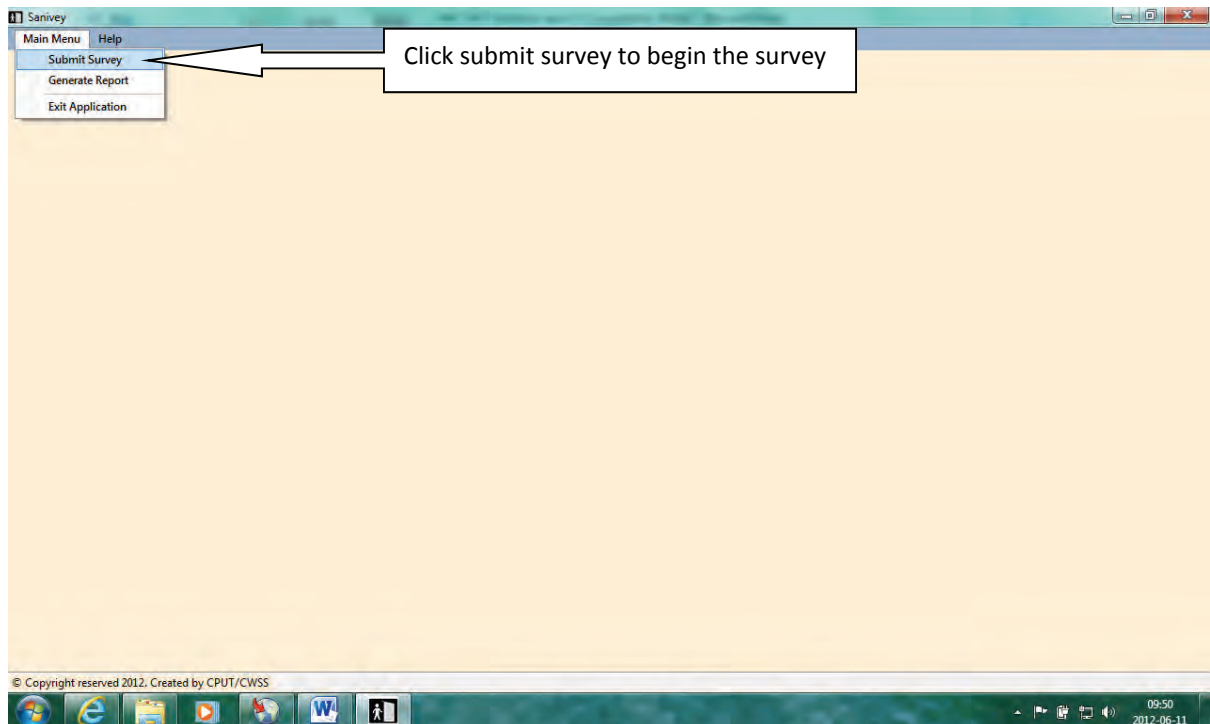 Sanivey
Main Menu Help
Click submit survey to begin the survey
Submit Survey
Generate Report
Exit Application
© Copyright reserved 2012. Created by CPUT/CWSS
09:50
2012-06-11